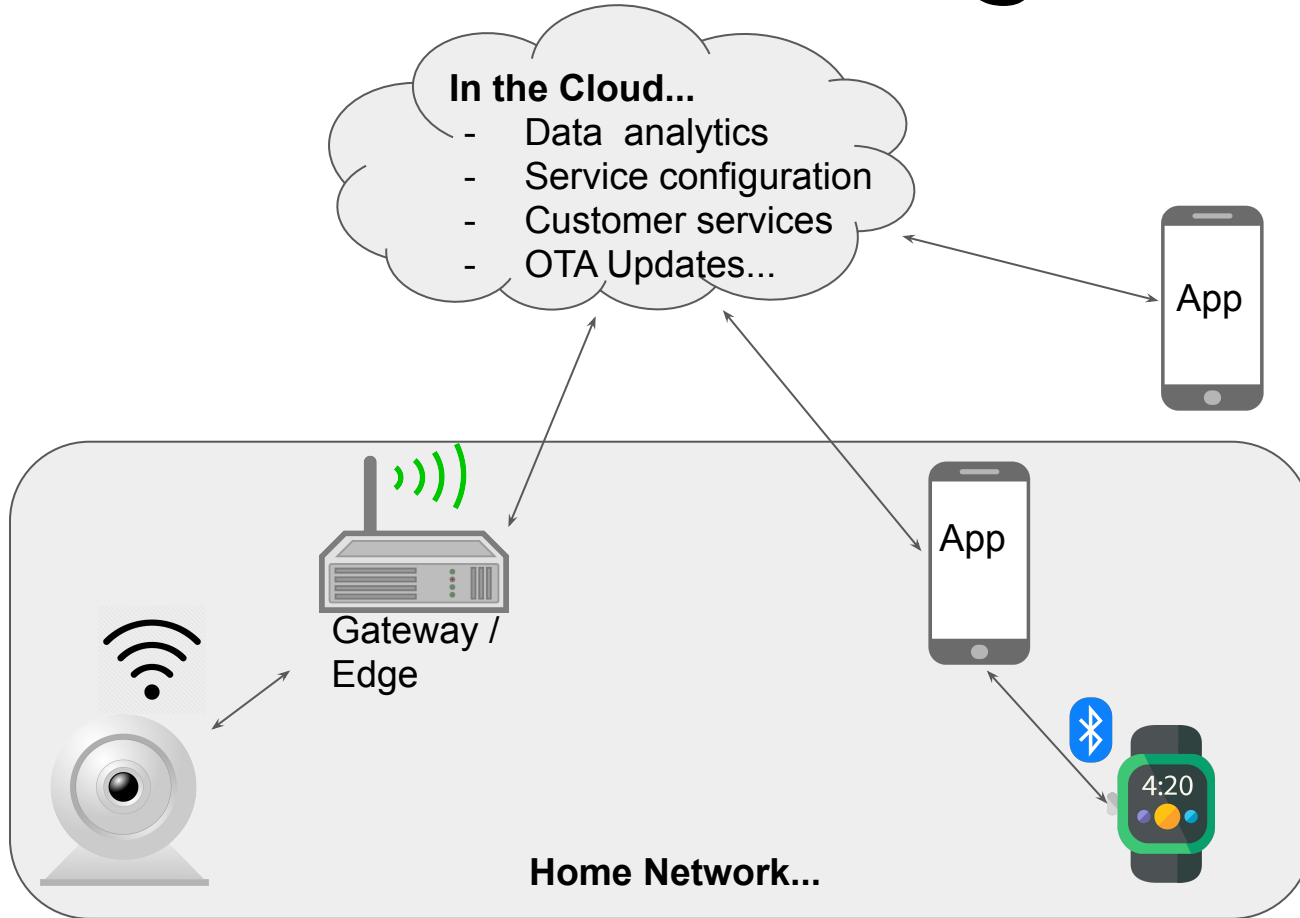 In the Cloud...
- Data analytics
- Service configuration
- Customer services
- OTA Updates...
App
App
Gateway /
Edge
4:20
Home Network...